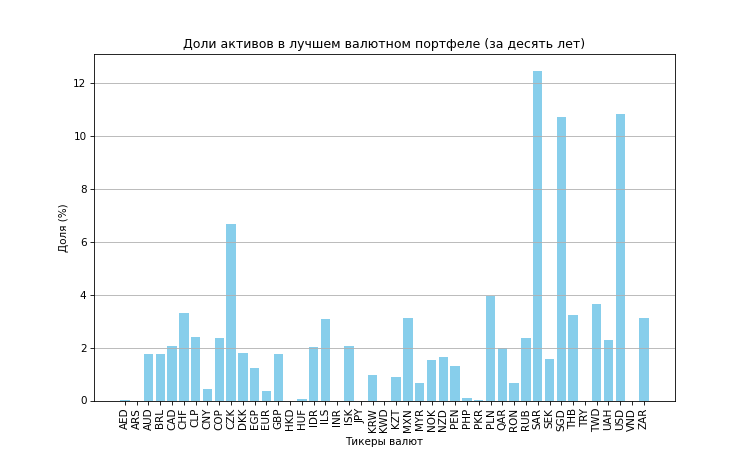 Доли активов в лучшем валютном портфеле (за десять лет)
Доля (%)
12
10
8
6
4
2
0
AED ARS AUD BRL CAD CHF CLP CNY COP CZK DKK EGP EUR GBP HKD HUF IDR ILS INR ISK JPY KRW KWD KZT MXN MYR NOK NZD PEN PHP PKR PLN QAR RON RUB SAR SEK SGD THB TRY TWD UAH USD VND ZAR
Тикеры валют